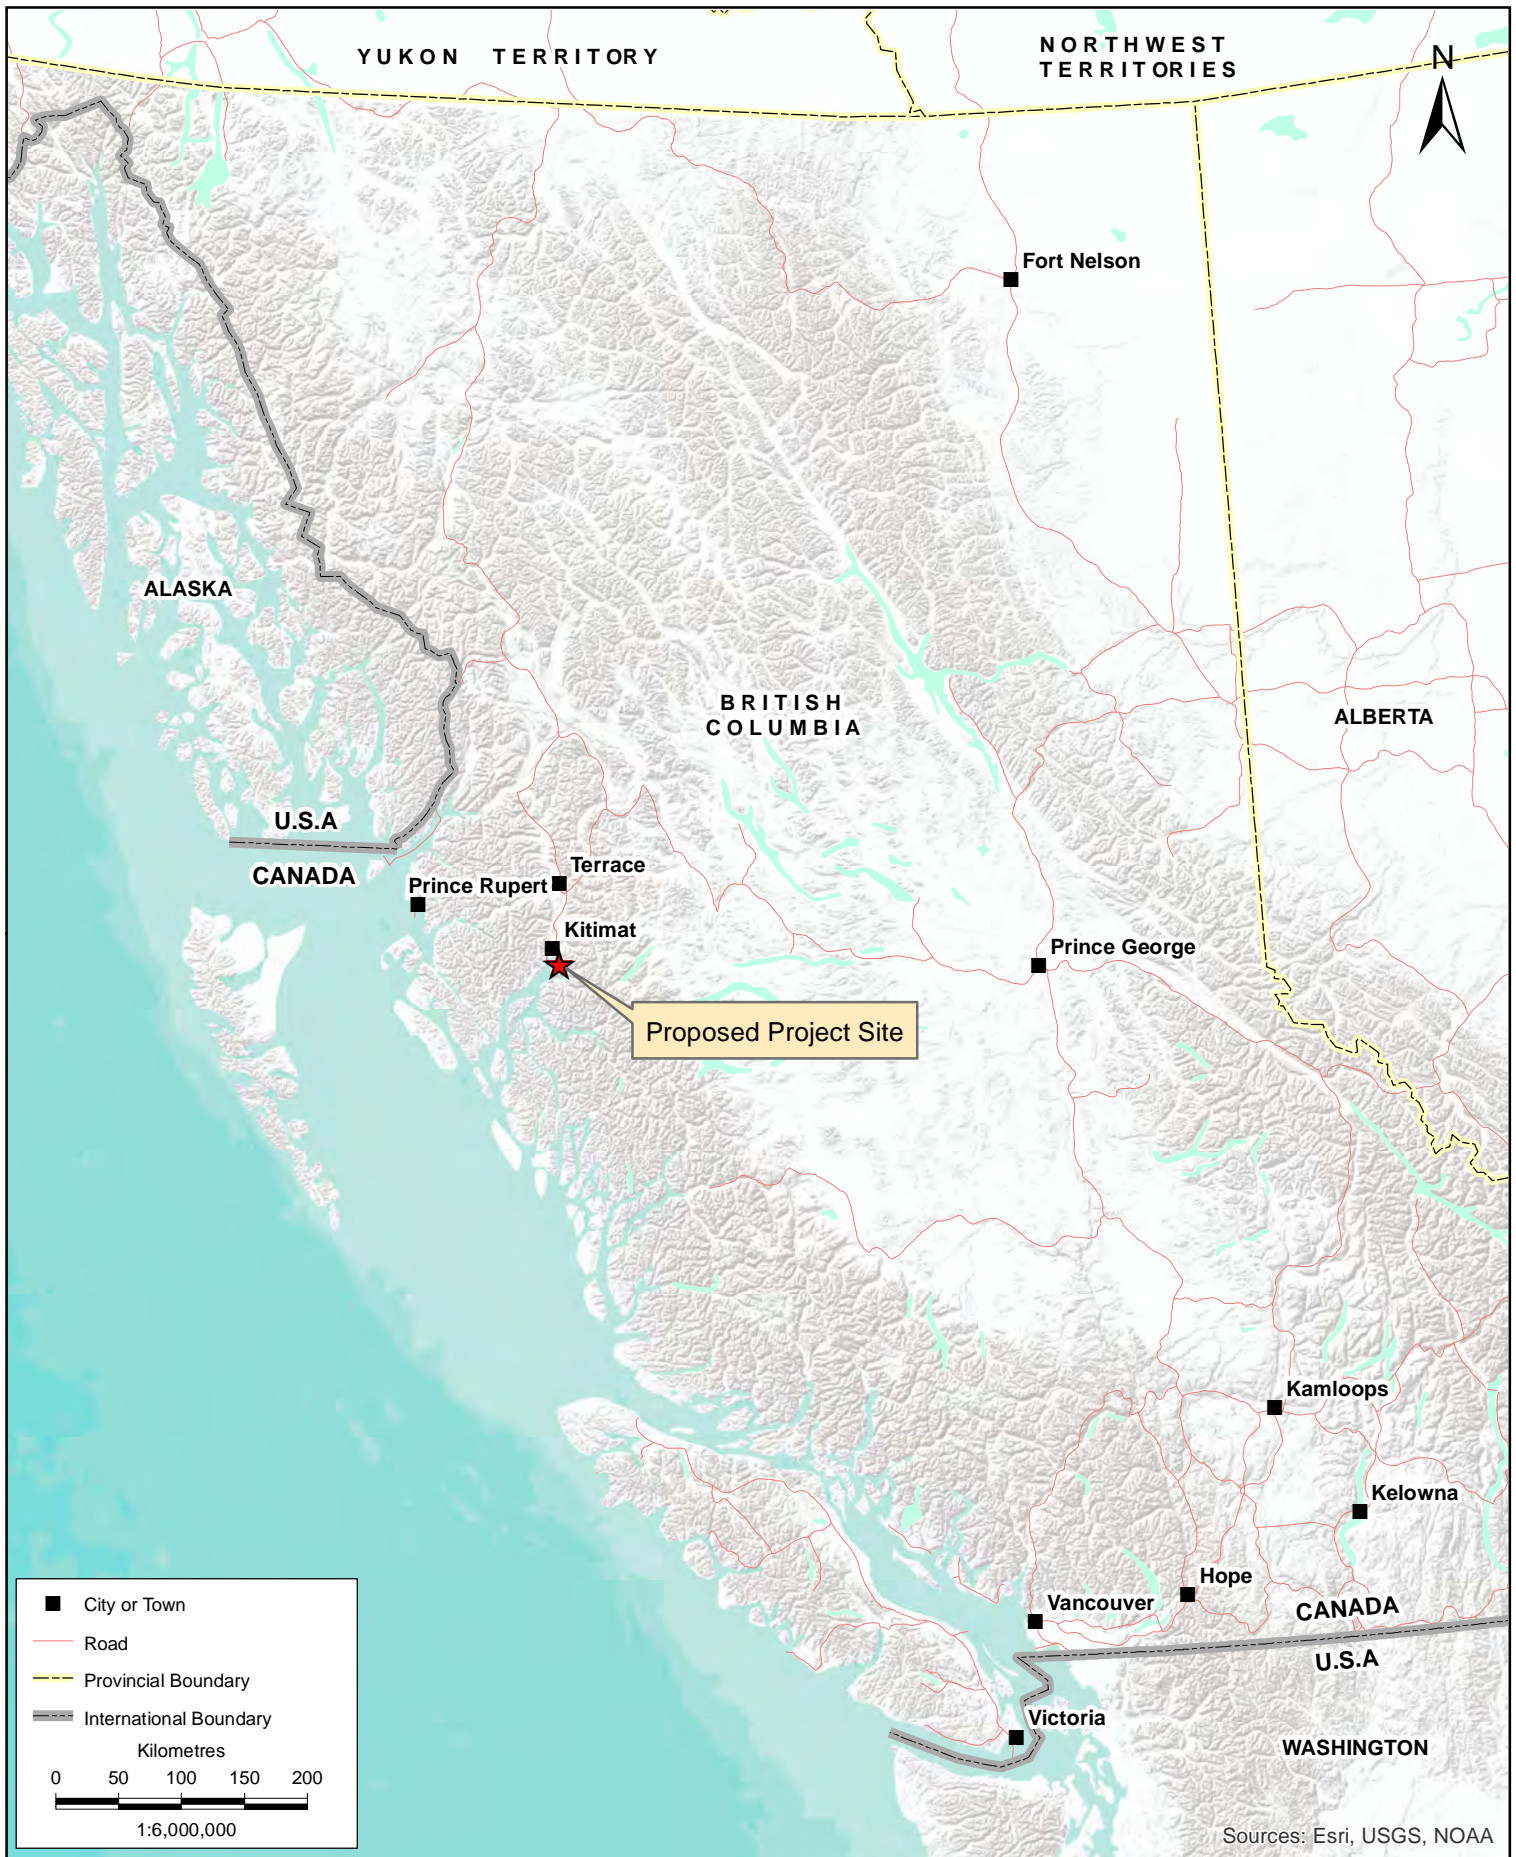 YUKON TERRITORY
NORTHWEST
TERRITORIES
N
Fort Nelson
ALASKA
BRITISH
COLUMBIA
ALBERTA
U.S.A
CANADA
Terrace
Prince Rupert
Kitimat
Prince George
Proposed Project Site
Kamloops
Kelowna
Hope
Vancouver
CANADA
U.S.A
Victoria
WASHINGTON
City or Town
Road
Provincial Boundary
International Boundary
Kilometres
0 50 100 150 200
1:6,000,000
Sources: Esri, USGS, NOAA